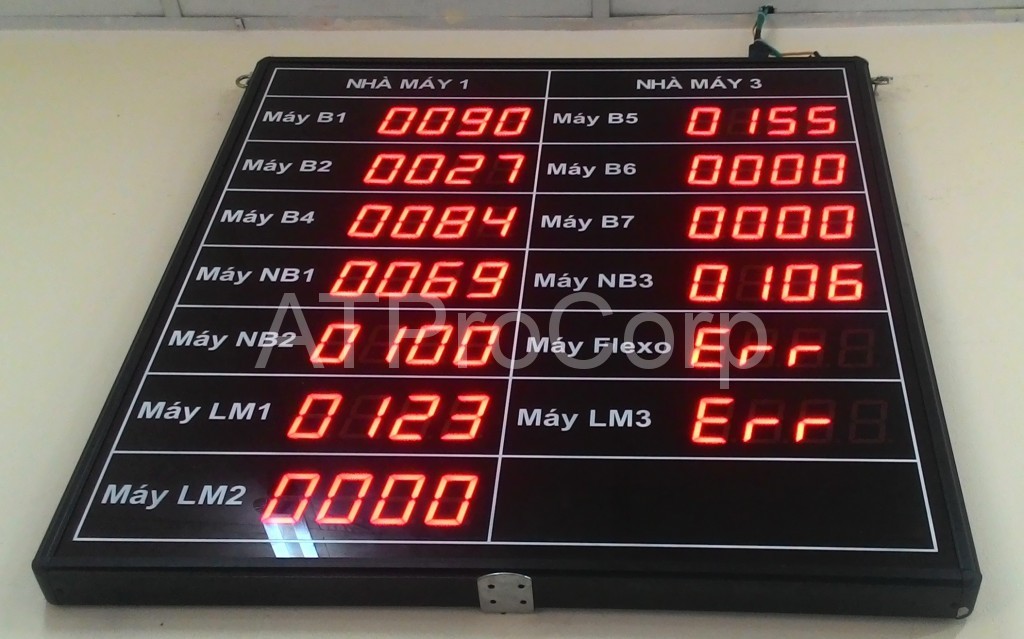 NHÀ MÁY 1 NHÀ MÁY 3
Máy B1 0090 Máy B5 0155
Máy B2 0027 Máy B6 0000
Máy B4 0084 Máy B7 0000
Máy NB1 0069 Máy NB3 0106
ATProCorp
Máy NB2 0100 Máy Flexo Err
Máy LM1 0123 Máy LM3 Err
Máy LM2 0000